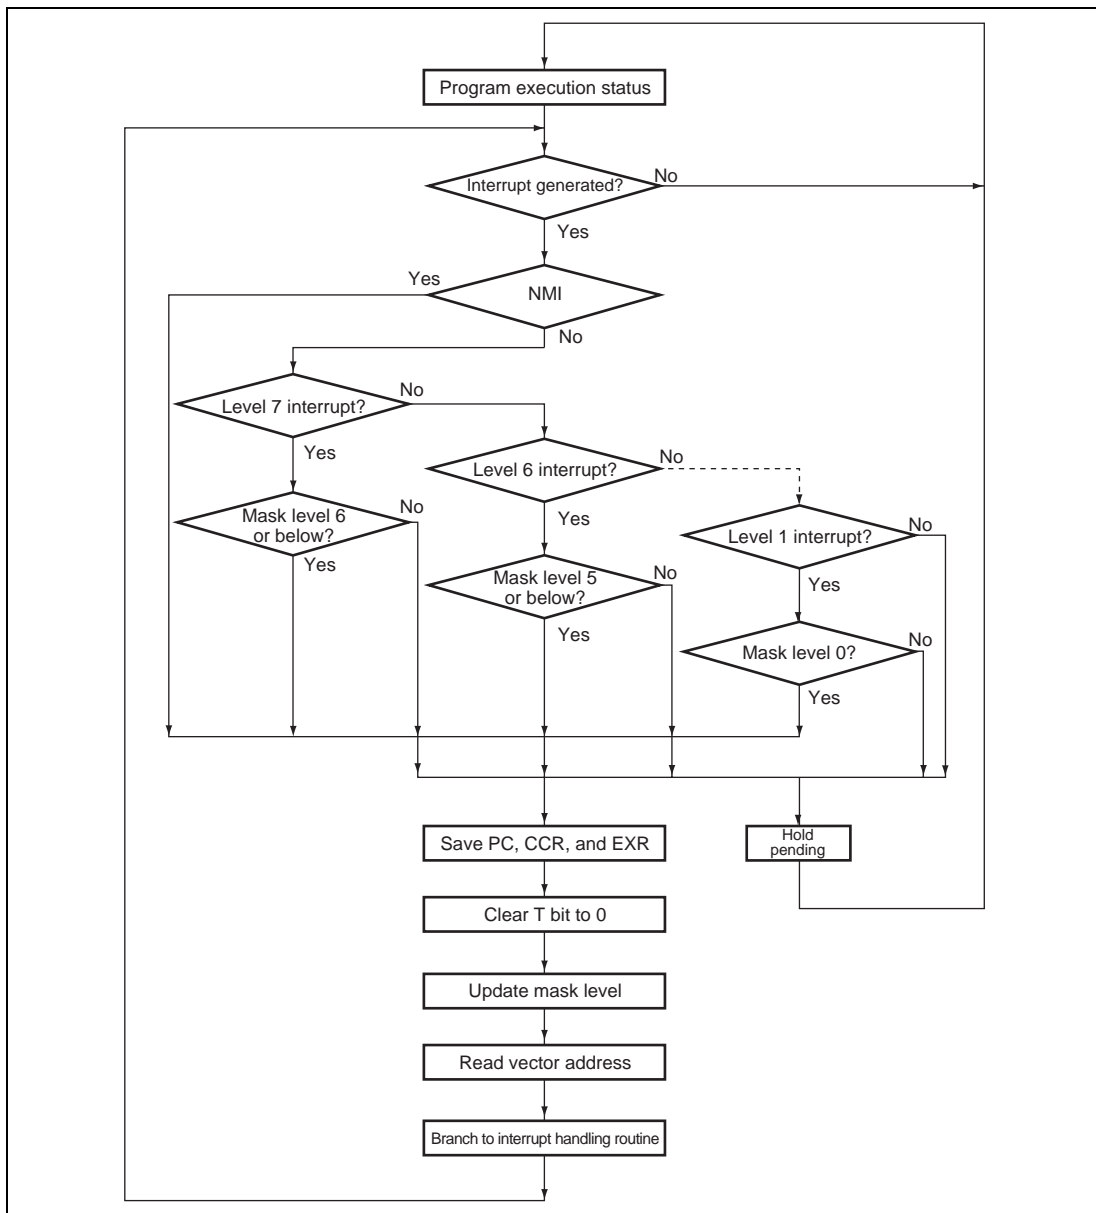 Program execution status
Interrupt generated?
No
Yes
Yes
NMI
No
Level 7 interrupt?
No
Yes
Level 6 interrupt?
No
Mask level 6
or below?
No
Yes
Level 1 interrupt?
No
Yes
Mask level 5
or below?
No
Yes
Yes
Mask level 0?
No
Yes
Save PC, CCR, and EXR
Hold
pending
Clear T bit to 0
Update mask level
Read vector address
Branch to interrupt handling routine